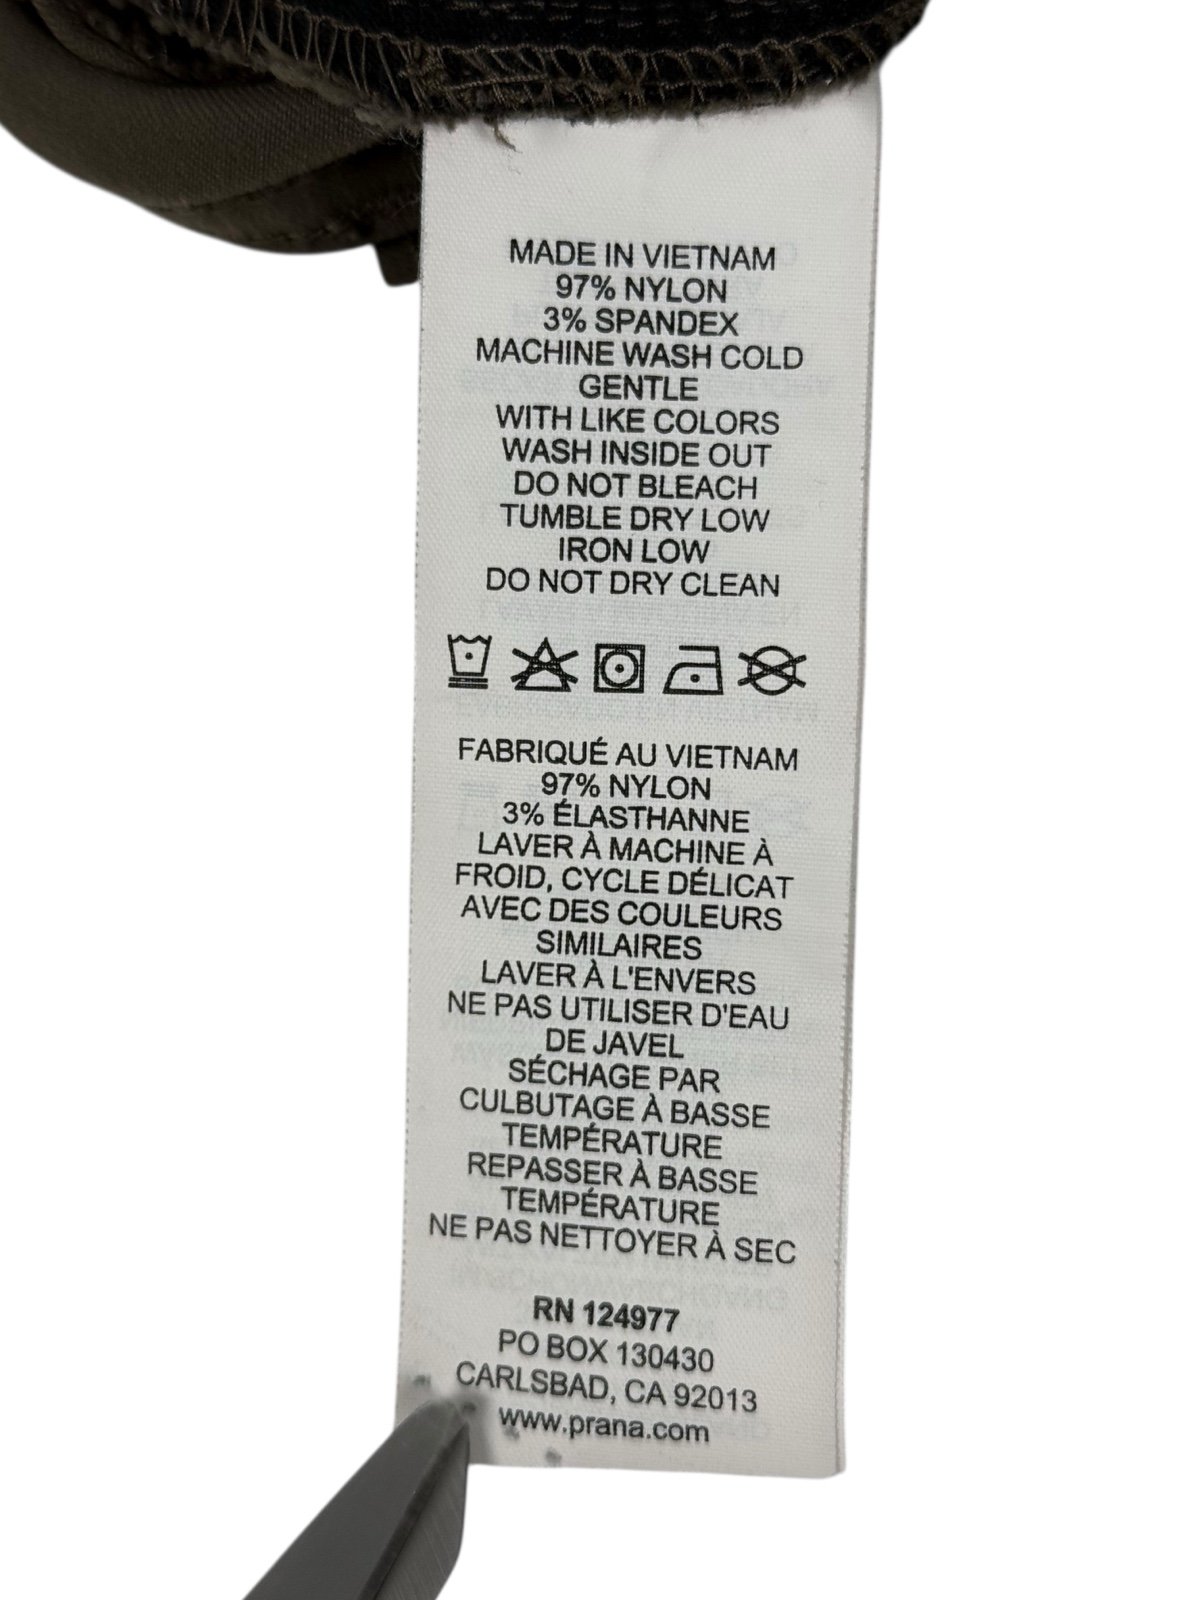 MADE IN VIETNAM
97% NYLON
3% SPANDEX
MACHINE WASH COLD
GENTLE
WITH LIKE COLORS
WASH INSIDE OUT
DO NOT BLEACH
TUMBLE DRY LOW
IRON LOW
DO NOT DRY CLEAN
FABRIQUÉ AU VIETNAM
97% NYLON
3% ÉLASTHANNE
LAVER À MACHINE À
FROID, CYCLE DÉLICAT
AVEC DES COULEURS
SIMILAIRES
LAVER À L'ENVERS
NE PAS UTILISER D'EAU
DE JAVEL
SÉCHAGE PAR
CULBUTAGE À BASSE
TEMPÉRATURE
REPASSER À BASSE
TEMPÉRATURE
NE PAS NETTOYER À SEC
RN 124977
PO BOX 130430
CARLSBAD, CA 92013
www.prana.com